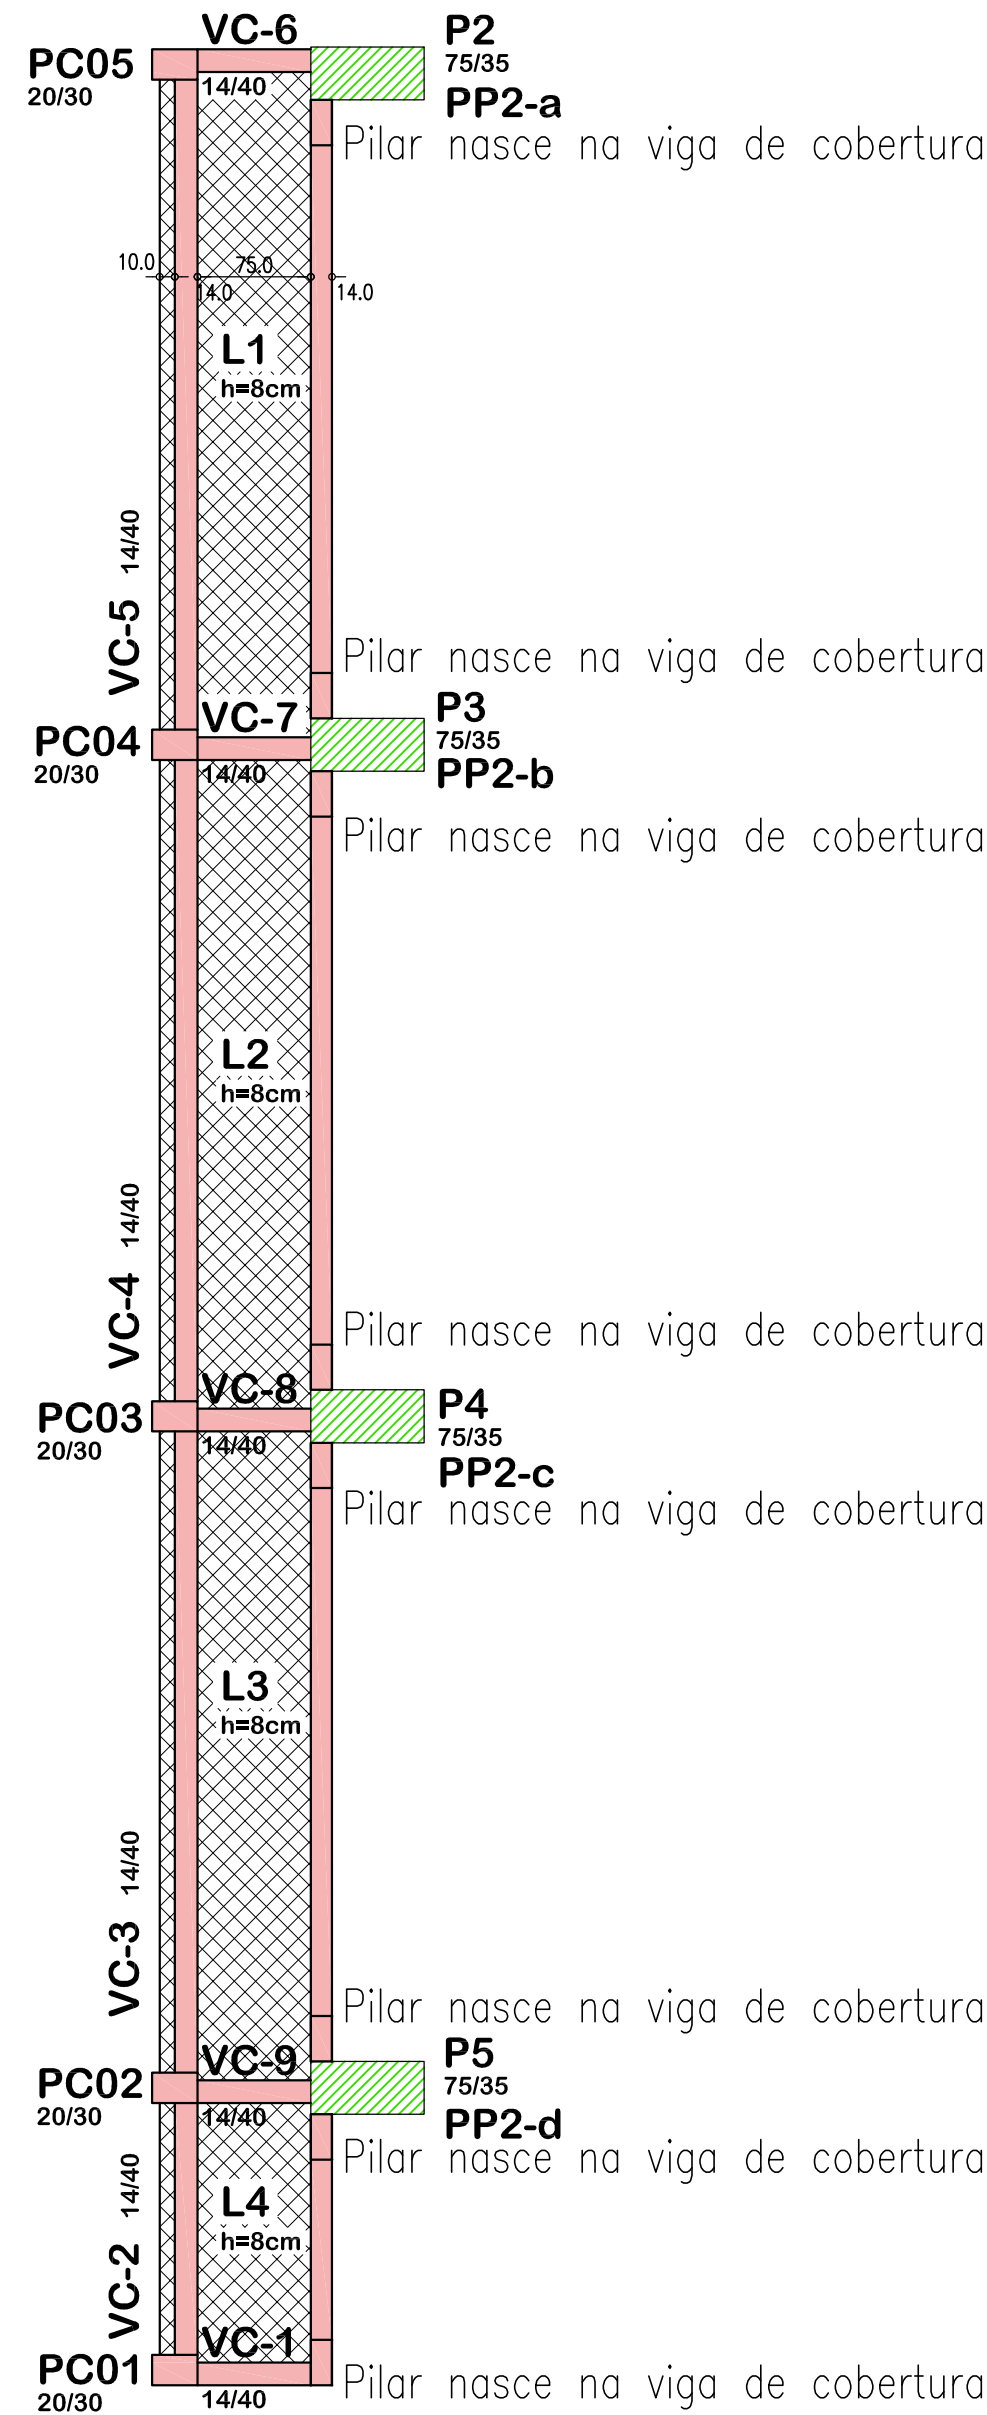 VC-6
P2
PC05
75/35
20/30
14/40
PP2-a
Pilar nasce na viga de cobertura
10.0
75.0
14.0
14.0
L1
h=8cm
14/40
VC-5
Pilar nasce na viga de cobertura
VC-7
P3
PC04
75/35
20/30
14/40
PP2-b
Pilar nasce na viga de cobertura
L2
h=8cm
14/40
VC-4
Pilar nasce na viga de cobertura
VC-8
P4
PC03
75/35
20/30
14/40
PP2-c
Pilar nasce na viga de cobertura
L3
h=8cm
14/40
VC-3
Pilar nasce na viga de cobertura
VC-9
P5
PC02
75/35
20/30
14/40
PP2-d
Pilar nasce na viga de cobertura
14/40
L4
h=8cm
VC-2
VC-1
PC01
Pilar nasce na viga de cobertura
20/30
14/40